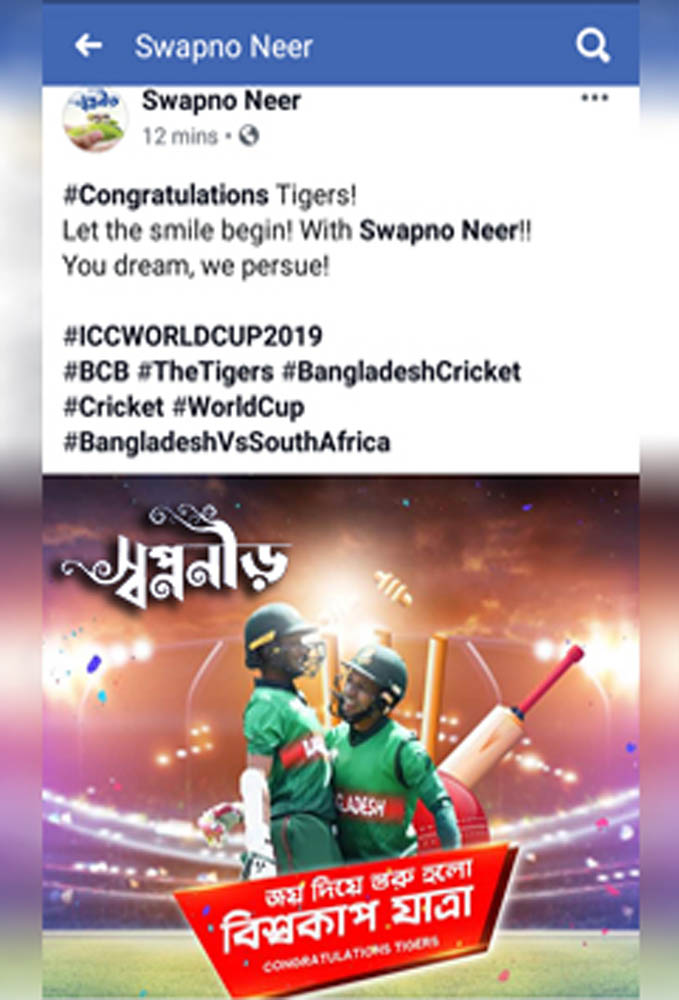 Swapno Neer
Swapno Neer
12 mins
#Congratulations Tigers!
Let the smile begin! With Swapno Neer!!
You dream, we persue!
#ICCWORLDCUP2019
#BCB #TheTigers #BangladeshCricket
#Cricket #WorldCup
#BangladeshVsSouthAfrica
স্বপ্ননীড়
GLADESH
জয় দিয়ে শুরু হলো
বিশ্বকাপ যাত্রা
CONGRATULATIONS TIGERS